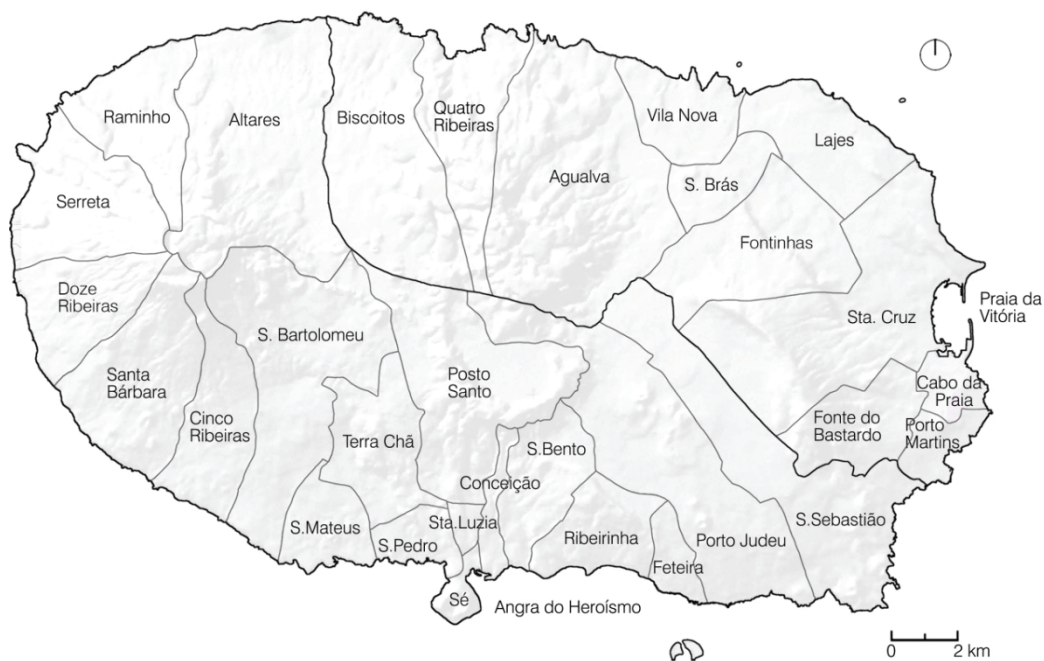 Raminho
Altares
Biscoitos
Quatro
Ribeiras
Vila Nova
Lajes
Agualva
S. Brás
Serreta
Fontinhas
Doze
Ribeiras
Praia da
Vitória
Sta. Cruz
S. Bartolomeu
Santa
Bárbara
Posto
Santo
Cabo da
Praia
Cinco
Ribeiras
Fonte do
Bastardo
Porto
Martins
Terra Chã
S.Bento
Conceição
S.Mateus
Sta.Luzia
S.Pedro
Ribeirinha
Porto Judeu
S.Sebastião
Feteira
Sé
Angra do Heroísmo
0 2 km